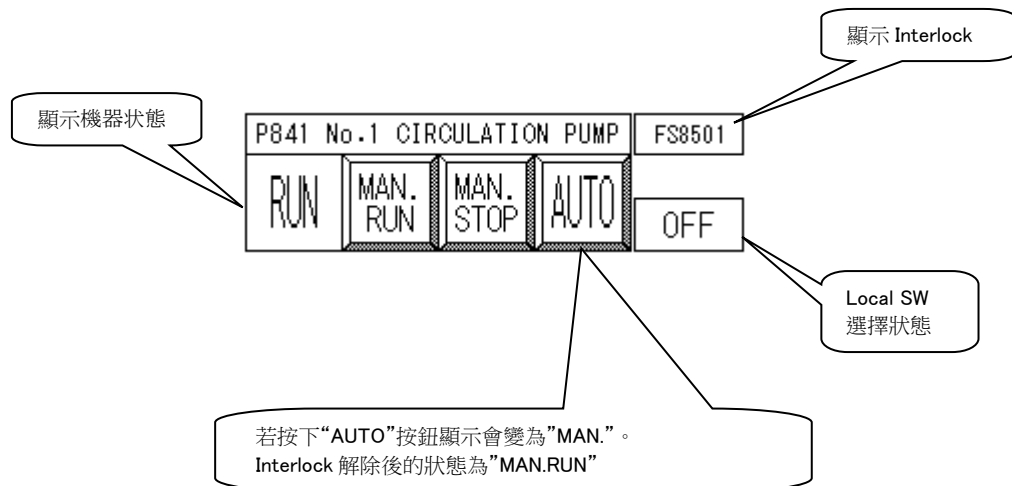 顯示 Interlock
顯示機器状態
P841 No.1 CIRCULATION PUMP
FS8501
RUN
MAN.
RUN
MAN.
STOP
AUTO
OFF
Local SW
選擇狀態
若按下“AUTO”按鈕顯示會變為”MAN.”。
Interlock 解除後的狀態為”MAN.RUN”